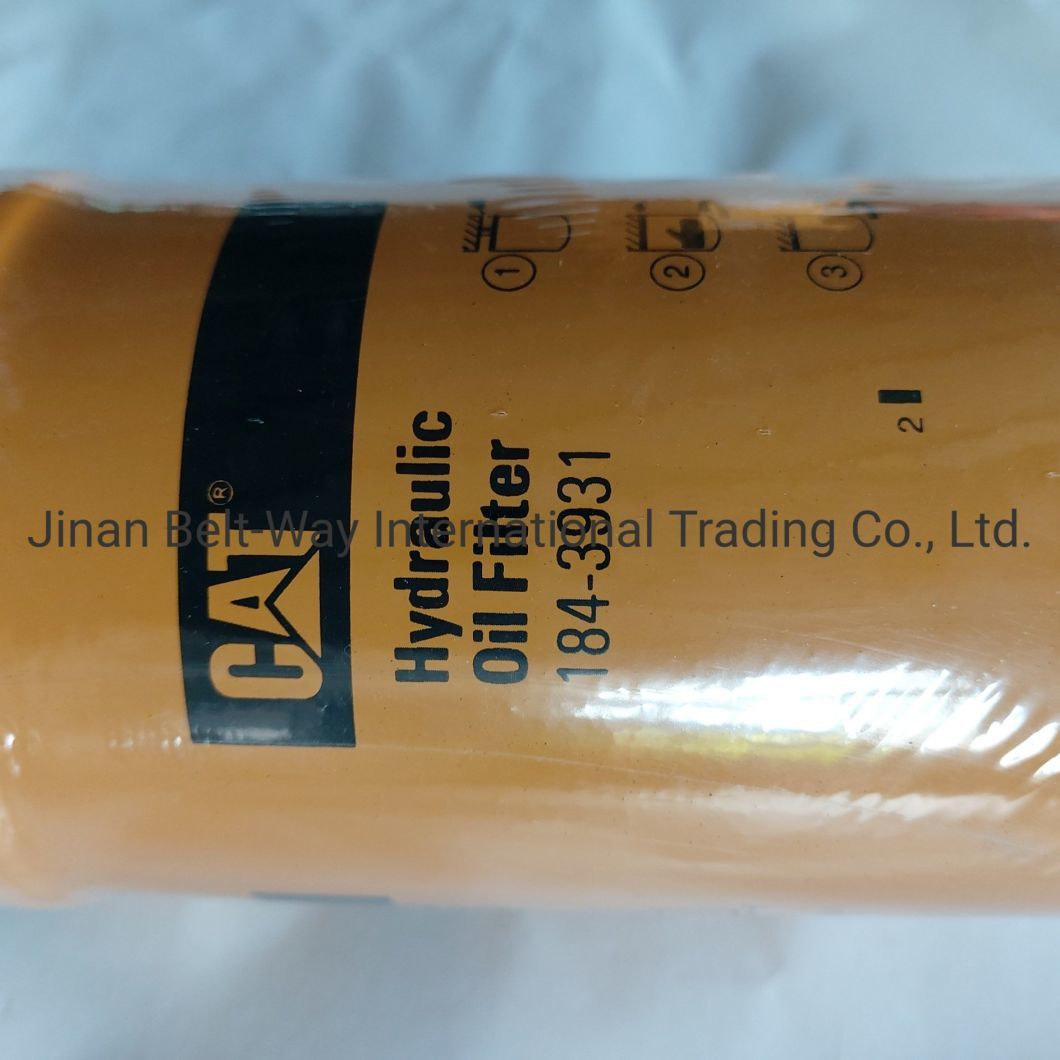 CAT®
Hydraulic
Oil Filter
184-3931
1
2
3
2
Jinan Belt-Way International Trading Co., Ltd.